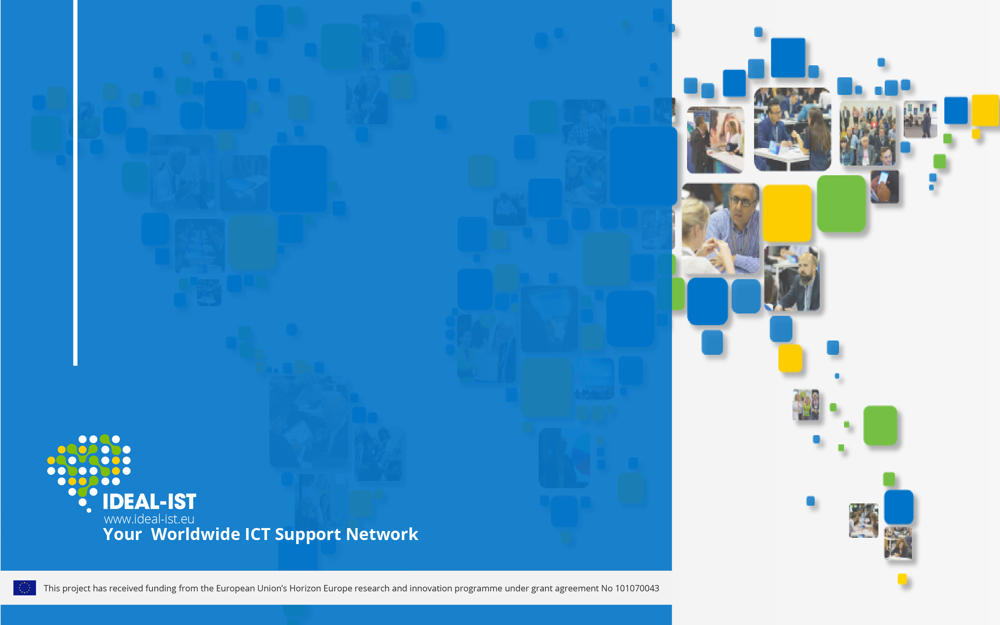 IDEAL-IST
www.ideal-ist.eu
Your Worldwide ICT Support Network
This project has received funding from the European Union’s Horizon Europe research and innovation programme under grant agreement No 101070043